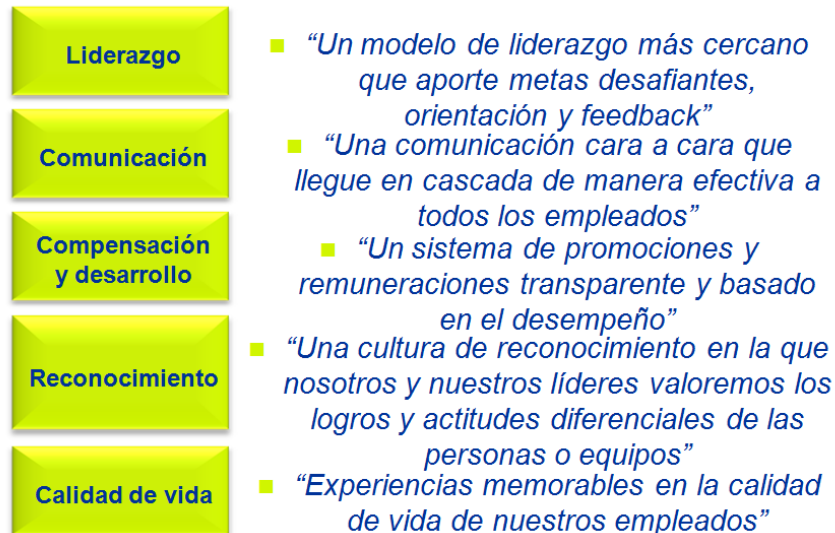 Liderazgo
■ “Un modelo de liderazgo más cercano
que aporte metas desafiantes,
orientación y feedback”
Comunicación
■ “Una comunicación cara a cara que
llegue en cascada de manera efectiva a
todos los empleados”
Compensación
y desarrollo
■ “Un sistema de promociones y
remuneraciones transparente y basado
en el desempeño”
Reconocimiento
■ “Una cultura de reconocimiento en la que
nosotros y nuestros líderes valoremos los
logros y actitudes diferenciales de las
personas o equipos”
Calidad de vida
■ “Experiencias memorables en la calidad
de vida de nuestros empleados”